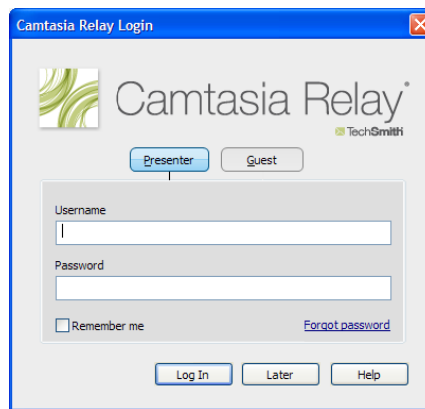 Camtasia Relay Login
Camtasia Relay®
TechSmith
Presenter Guest
Username
Password
Remember me Forgot password
Log In Later Help